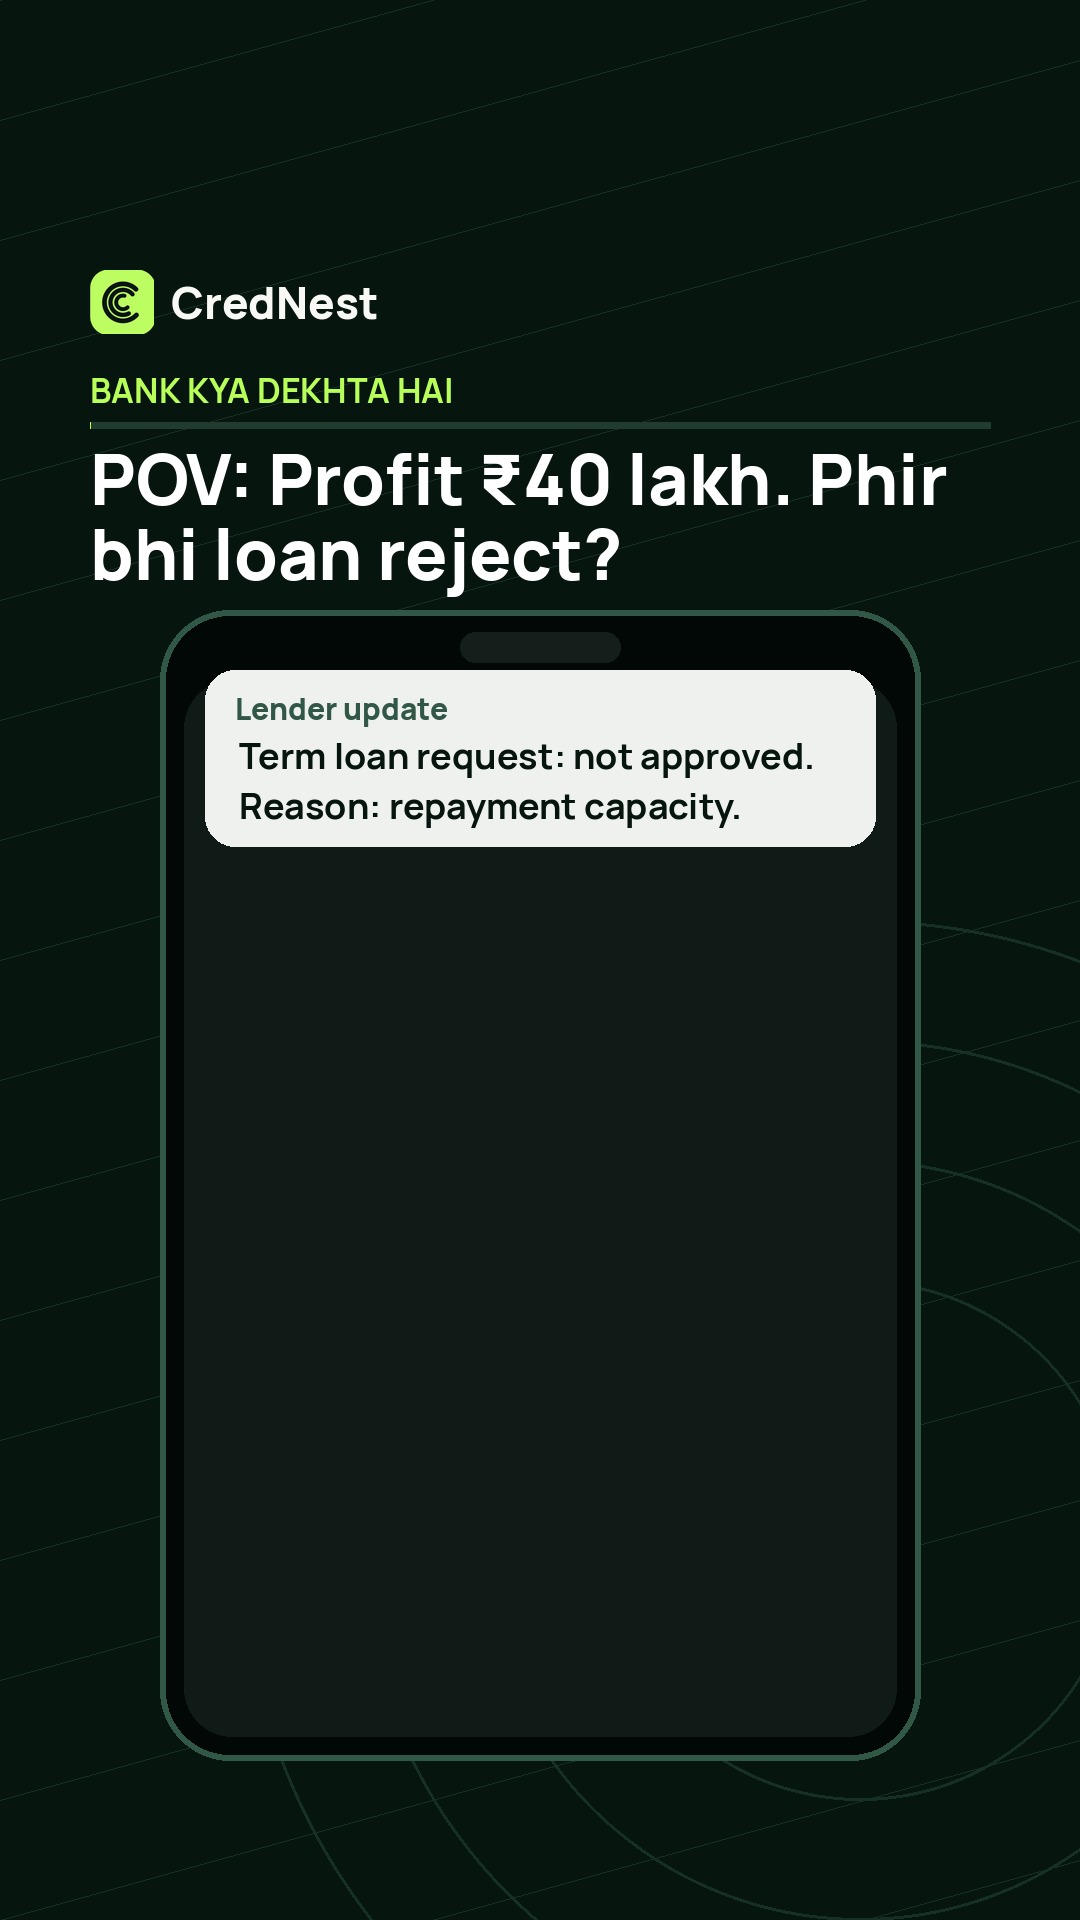 CredNest
BANK KYA DEKHTA HAI
POV: Profit ₹40 lakh. Phir
bhi loan reject?
Lender update
Term loan request: not approved.
Reason: repayment capacity.